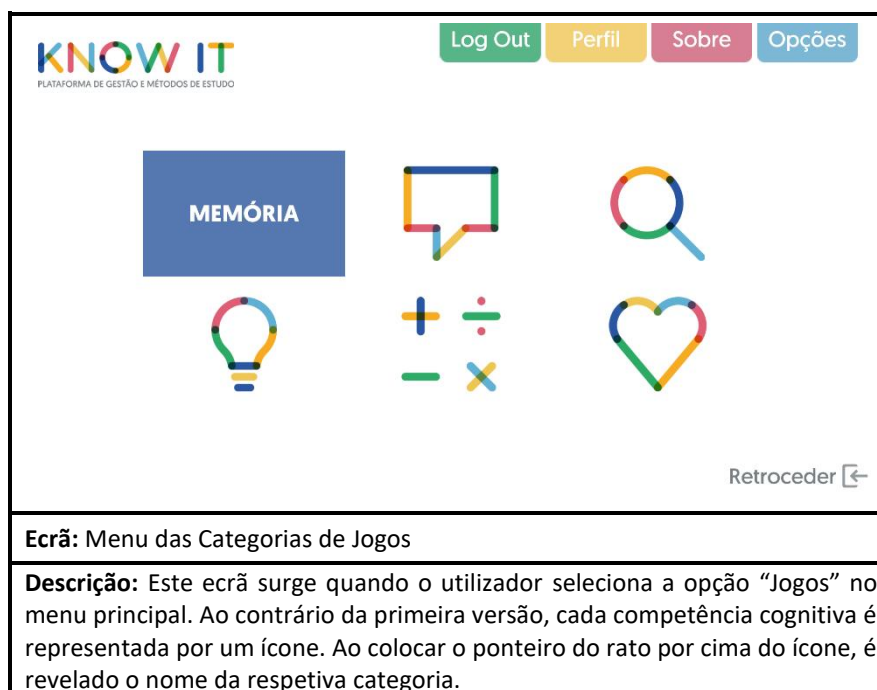 KNOW IT
PLATAFORMA DE GESTÃO E MÉTODOS DE ESTUDO
Log Out
Perfil
Sobre
Opções
MEMÓRIA
Retroceder
Ecrã: Menu das Categorias de Jogos
Descrição: Este ecrã surge quando o utilizador seleciona a opção “Jogos” no
menu principal. Ao contrário da primeira versão, cada competência cognitiva é
representada por um ícone. Ao colocar o ponteiro do rato por cima do ícone, é
revelado o nome da respetiva categoria.